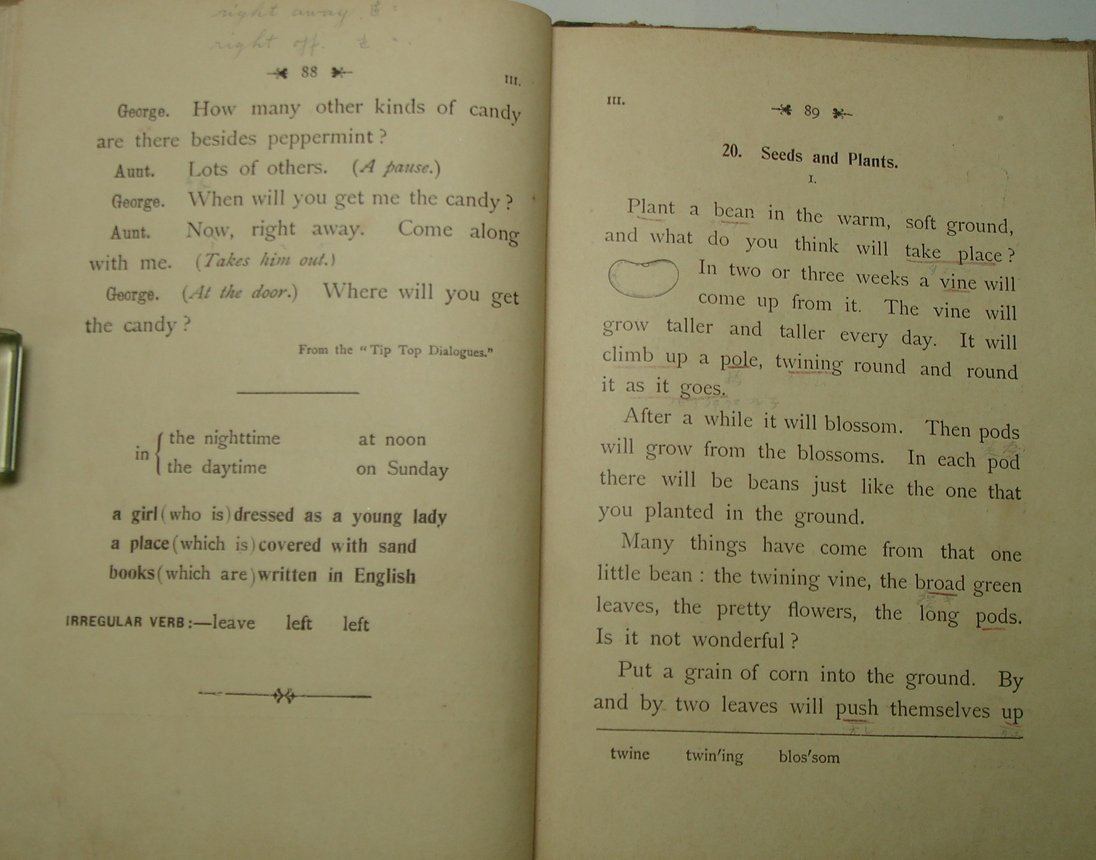 right away.
right off.
88
III.
George. How many other kinds of candy
are there besides peppermint?
Aunt. Lots of others. (A pause.)
George. When will you get me the candy?
Aunt. Now, right away. Come along
with me. (Takes him out.)
George. (At the door.) Where will you get
the candy?
From the "Tip Top Dialogues."
in { the nighttime at noon
the daytime on Sunday
a girl (who is) dressed as a young lady
a place (which is) covered with sand
books (which are) written in English
IRREGULAR VERB:—leave left left
III.
89
20. Seeds and Plants.
I.
Plant a bean in the warm, soft ground,
and what do you think will take place?
In two or three weeks a vine will
come up from it. The vine will
grow taller and taller every day. It will
climb up a pole, twining round and round
it as it goes.
After a while it will blossom. Then pods
will grow from the blossoms. In each pod
there will be beans just like the one that
you planted in the ground.
Many things have come from that one
little bean: the twining vine, the broad green
leaves, the pretty flowers, the long pods.
Is it not wonderful?
Put a grain of corn into the ground. By
and by two leaves will push themselves up
twine twin'ing blos'som